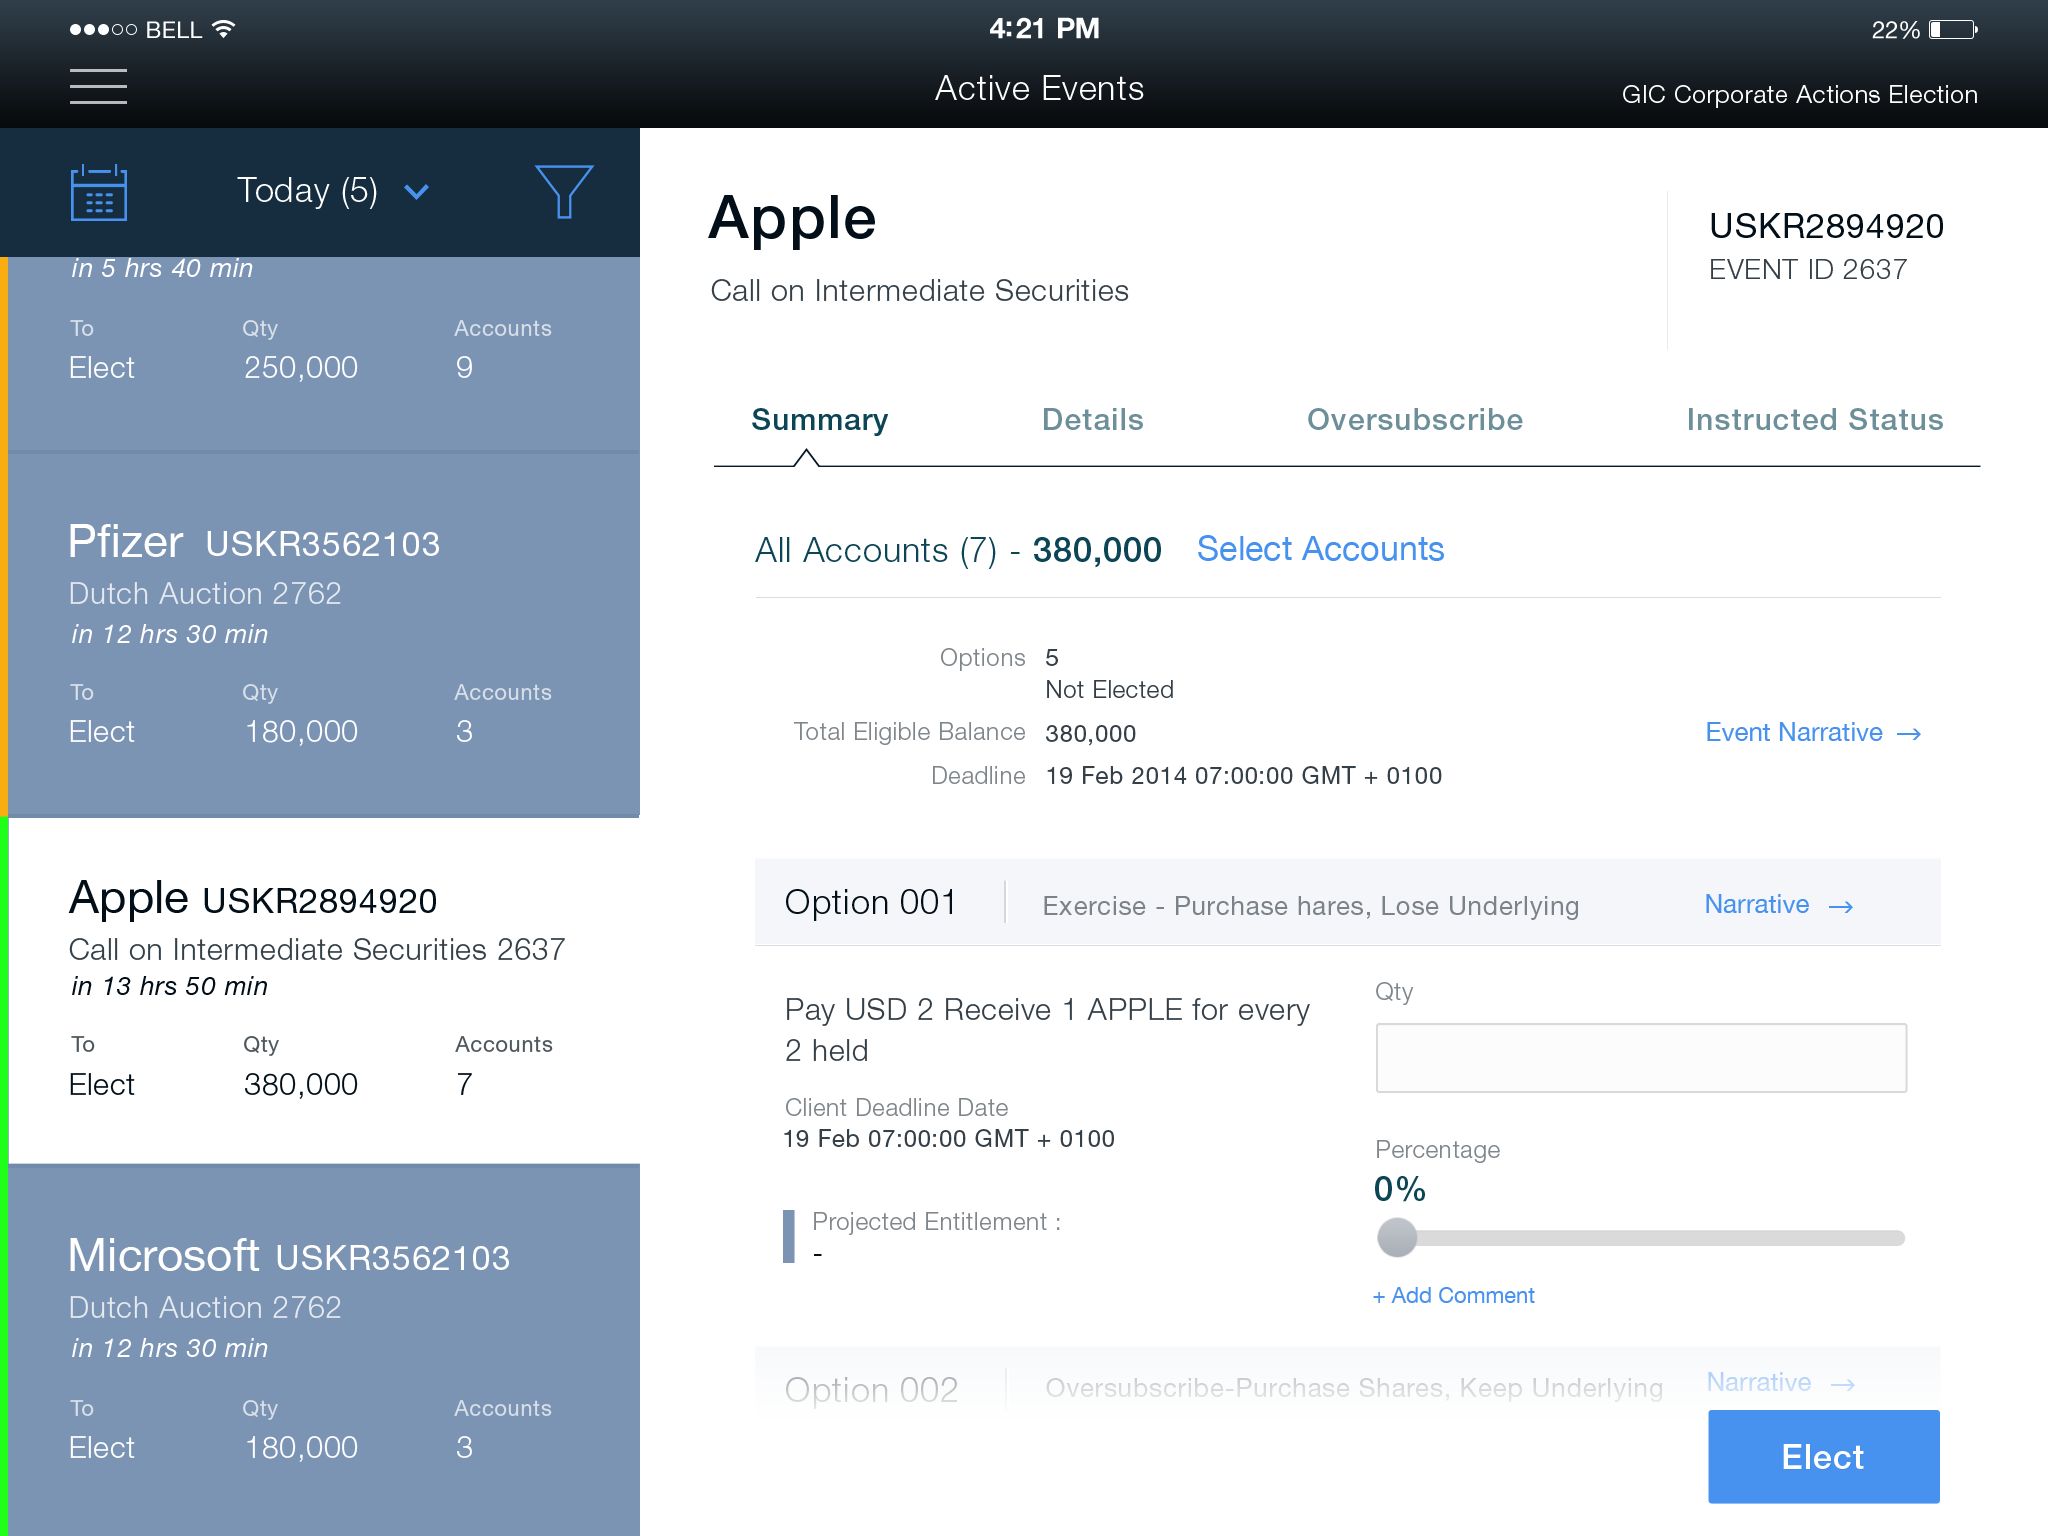 BELL
4:21 PM
22%
Active Events
GIC Corporate Actions Election
Today (5)
in 5 hrs 40 min
To Qty Accounts
Elect 250,000 9
Pfizer USKR3562103
Dutch Auction 2762
in 12 hrs 30 min
To Qty Accounts
Elect 180,000 3
Apple USKR2894920
Call on Intermediate Securities 2637
in 13 hrs 50 min
To Qty Accounts
Elect 380,000 7
Microsoft USKR3562103
Dutch Auction 2762
in 12 hrs 30 min
To Qty Accounts
Elect 180,000 3
Apple
Call on Intermediate Securities
USKR2894920
EVENT ID 2637
Summary Details Oversubscribe Instructed Status
All Accounts (7) - 380,000 Select Accounts
Options 5
Not Elected
Total Eligible Balance 380,000
Event Narrative →
Deadline 19 Feb 2014 07:00:00 GMT + 0100
Option 001 Exercise - Purchase hares, Lose Underlying Narrative →
Pay USD 2 Receive 1 APPLE for every
2 held
Client Deadline Date
19 Feb 07:00:00 GMT + 0100
Projected Entitlement :
-
Qty
Percentage
0%
+ Add Comment
Option 002 Oversubscribe-Purchase Shares, Keep Underlying Narrative →
Elect